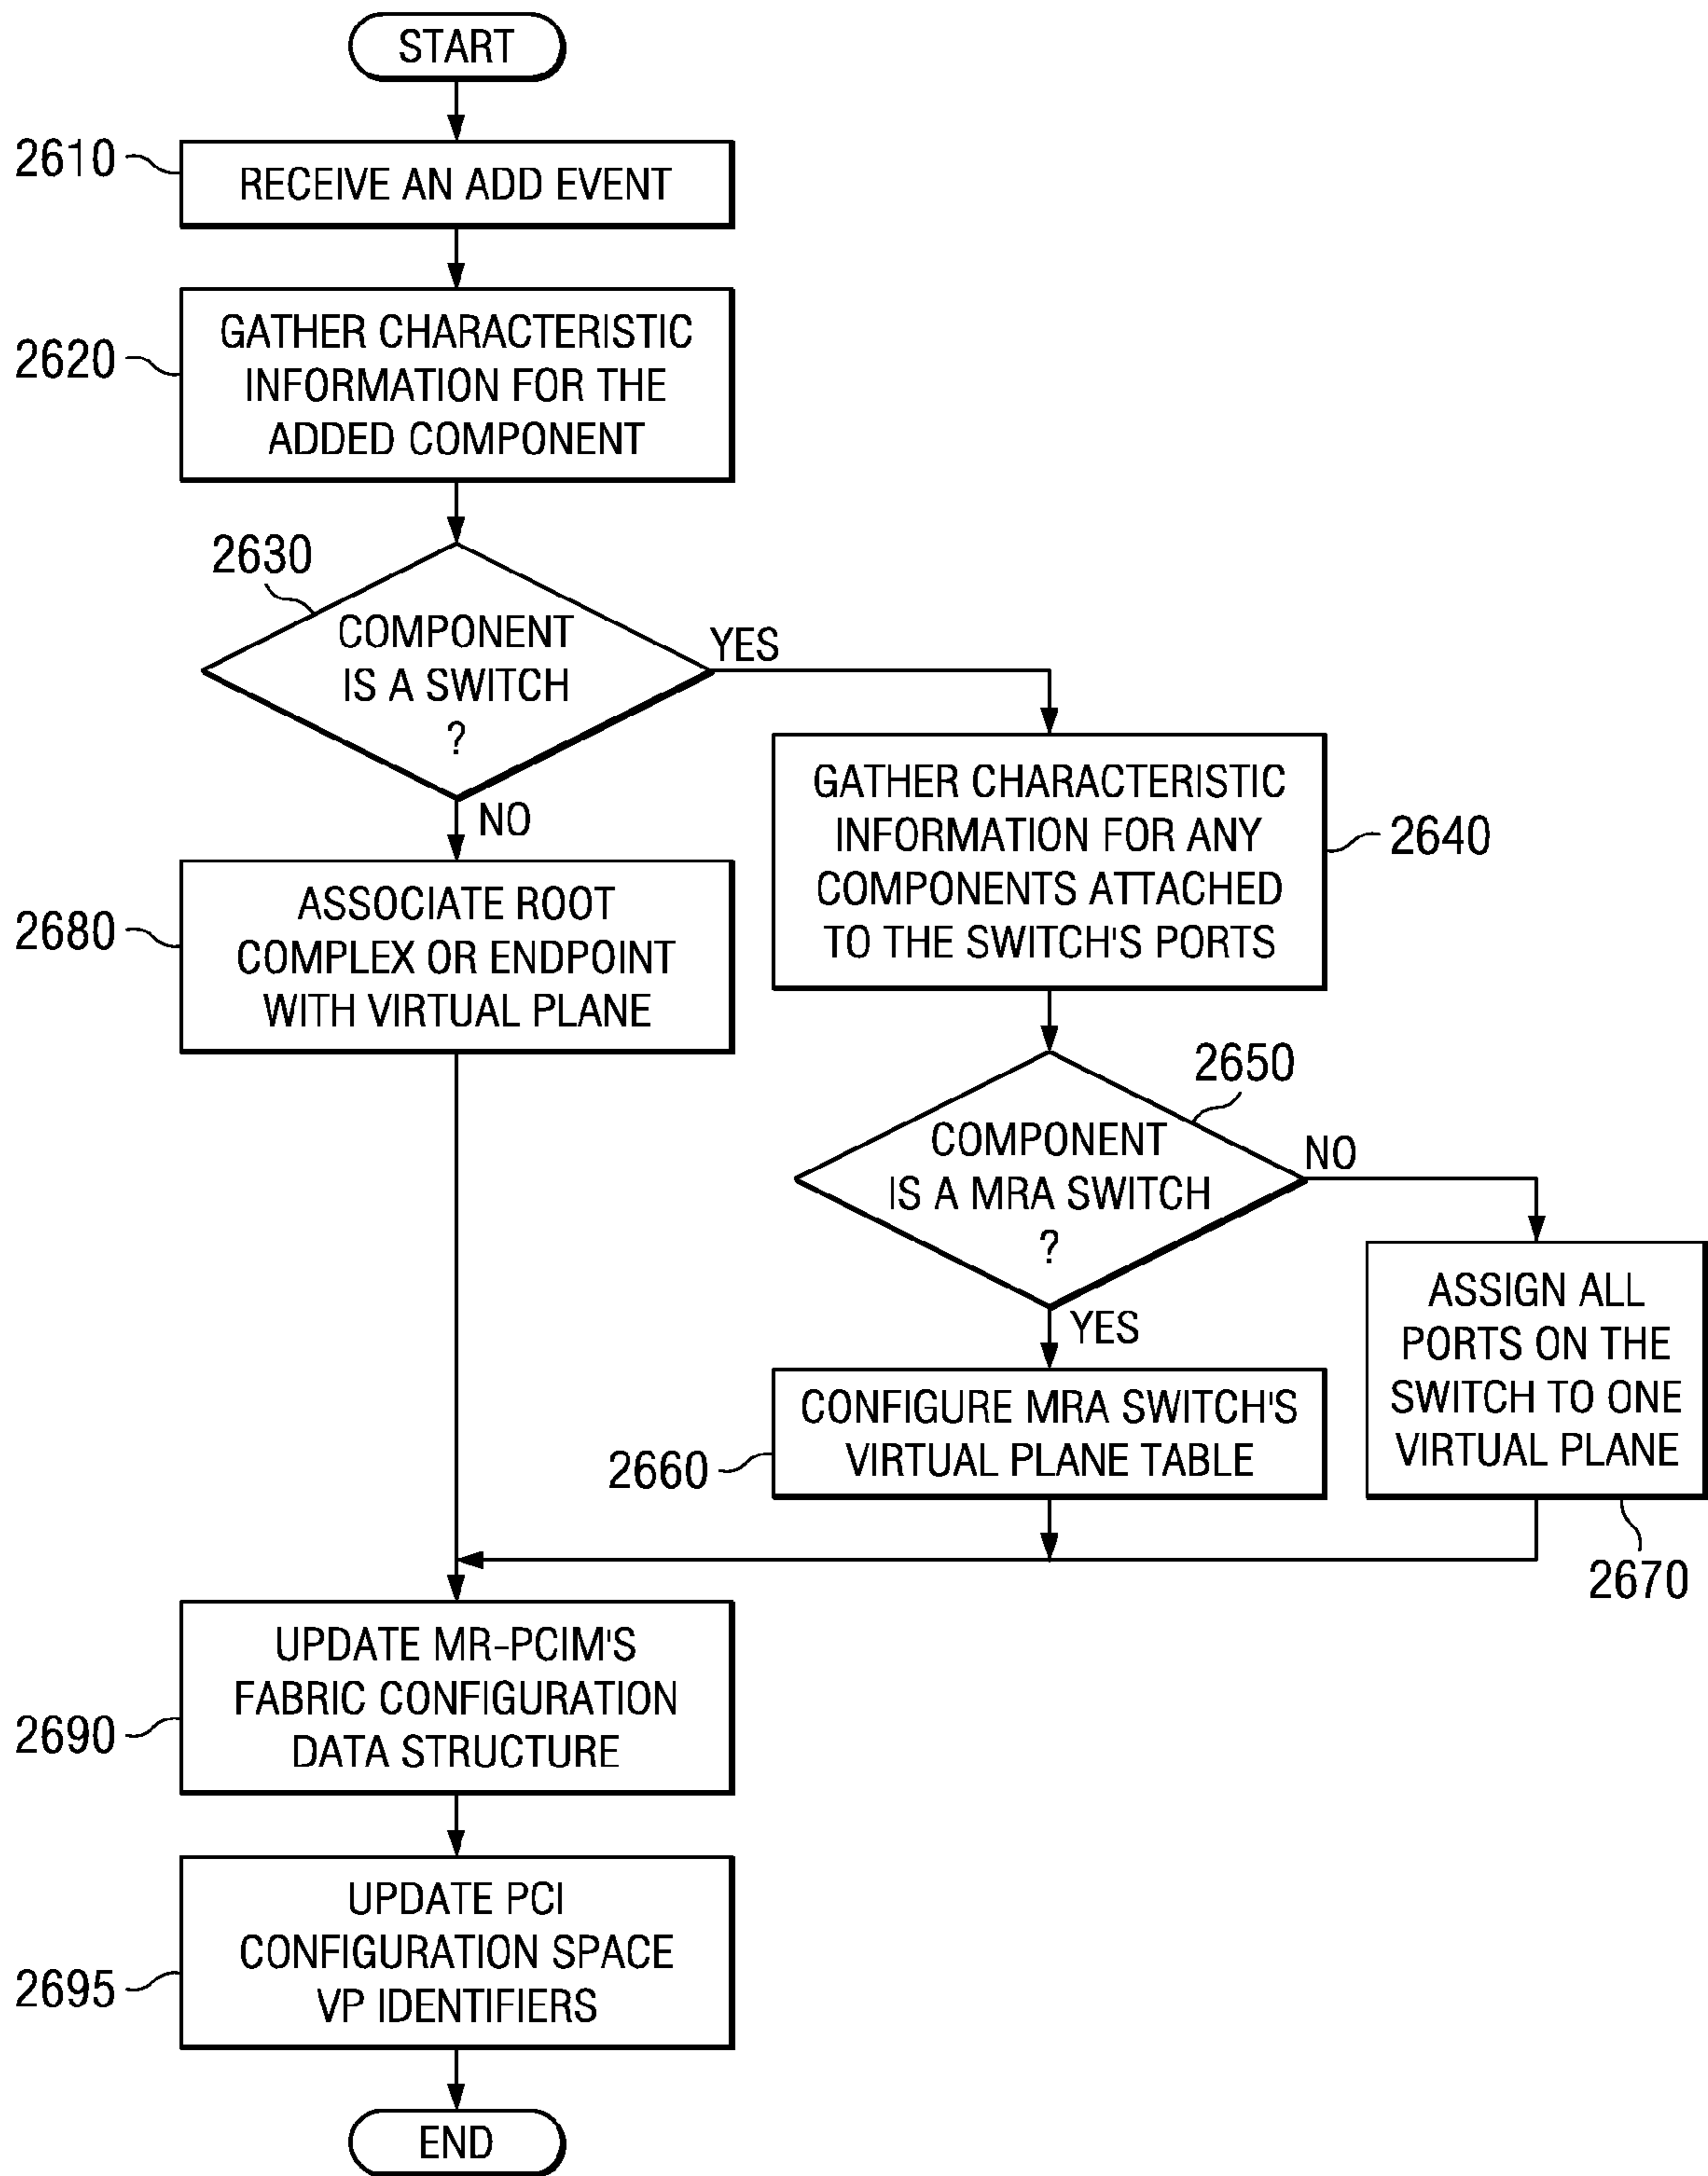 START
2610
RECEIVE AN ADD EVENT
2620
GATHER CHARACTERISTIC
INFORMATION FOR THE
ADDED COMPONENT
2630
COMPONENT
IS A SWITCH
?
YES
NO
2640
GATHER CHARACTERISTIC
INFORMATION FOR ANY
COMPONENTS ATTACHED
TO THE SWITCH'S PORTS
2680
ASSOCIATE ROOT
COMPLEX OR ENDPOINT
WITH VIRTUAL PLANE
2650
COMPONENT
IS A MRA SWITCH
?
NO
YES
2660
CONFIGURE MRA SWITCH'S
VIRTUAL PLANE TABLE
ASSIGN ALL
PORTS ON THE
SWITCH TO ONE
VIRTUAL PLANE
2670
2690
UPDATE MR-PCIM'S
FABRIC CONFIGURATION
DATA STRUCTURE
2695
UPDATE PCI
CONFIGURATION SPACE
VP IDENTIFIERS
END